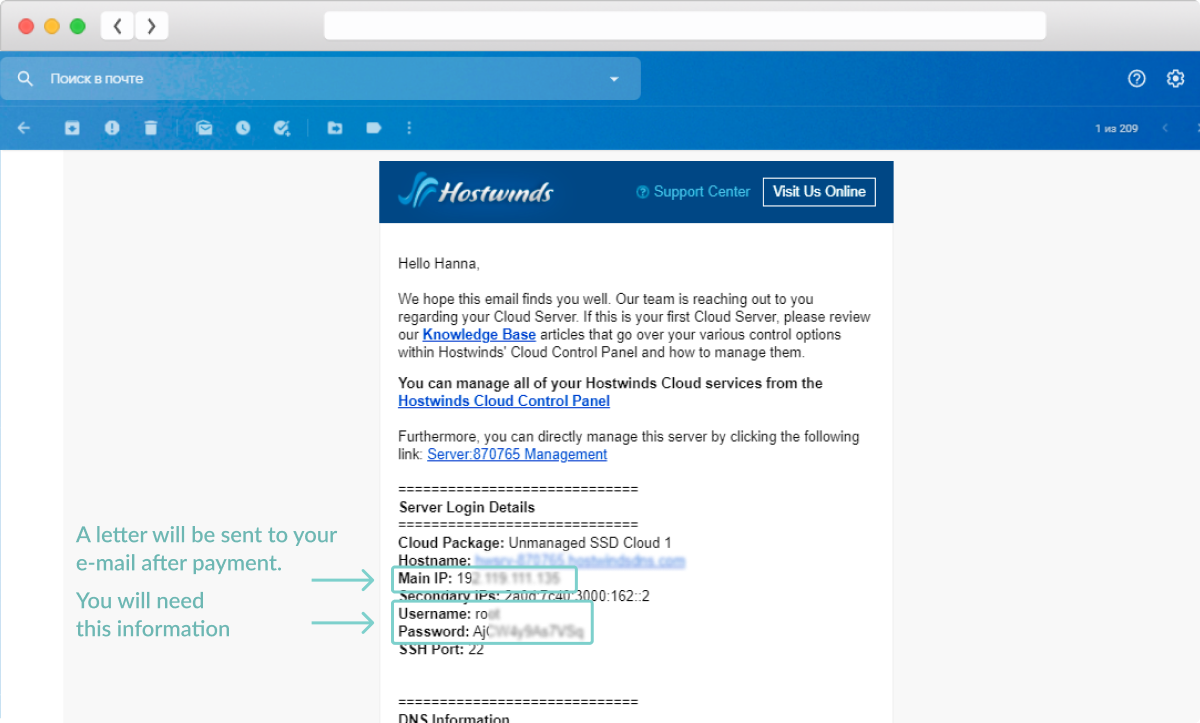 Поиск в почте
1 из 209
Hostwinds
Support Center
Visit Us Online
Hello Hanna,
We hope this email finds you well. Our team is reaching out to you
regarding your Cloud Server. If this is your first Cloud Server, please review
our Knowledge Base articles that go over your various control options
within Hostwinds' Cloud Control Panel and how to manage them.
You can manage all of your Hostwinds Cloud services from the
Hostwinds Cloud Control Panel
Furthermore, you can directly manage this server by clicking the following
link: Server:870765 Management
=============================
Server Login Details
=============================
Cloud Package: Unmanaged SSD Cloud 1
Hostname:
Main IP: 19
Secondary IPs: 2a0d:7c40:3000:162::2
Username: ro
Password: Aj
SSH Port: 22
=============================
DNS Information
A letter will be sent to your
e-mail after payment.
You will need
this information